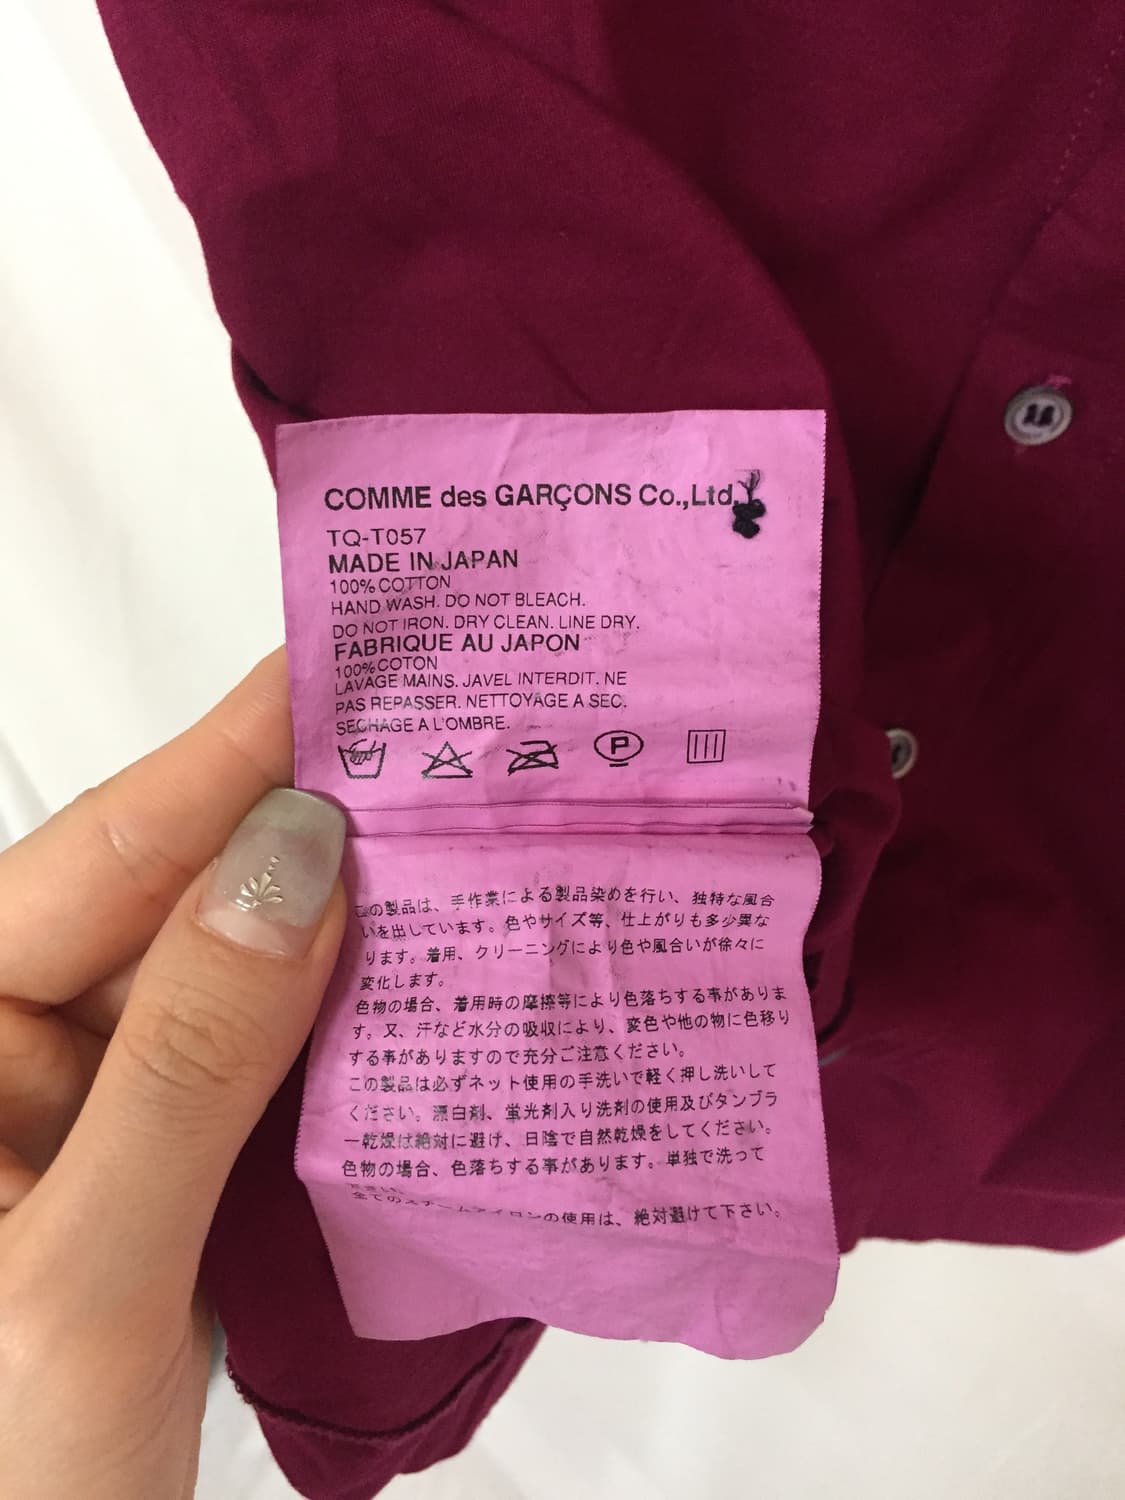 COMME des GARÇONS Co.,Ltd.
TQ-T057
MADE IN JAPAN
100% COTTON
HAND WASH. DO NOT BLEACH.
DO NOT IRON. DRY CLEAN. LINE DRY.
FABRIQUE AU JAPON
100% COTON
LAVAGE MAINS. JAVEL INTERDIT. NE
PAS REPASSER. NETTOYAGE A SEC.
SECHAGE A L'OMBRE.
P
この製品は、手作業による製品染めを行い、独特な風合
いを出しています。色やサイズ等、仕上がりも多少異な
ります。着用、クリーニングにより色や風合いが徐々に
変化します。
色物の場合、着用時の摩擦等により色落ちする事がありま
す。又、汗など水分の吸収により、変色や他の物に色移り
する事がありますので充分ご注意ください。
この製品は必ずネット使用の手洗いで軽く押し洗いして
ください。漂白剤、蛍光剤入り洗剤の使用及びタンブラ
ー乾燥は絶対に避け、日陰で自然乾燥をしてください。
色物の場合、色落ちする事があります。単独で洗って
全てのスチームアイロンの使用は、絶対避けて下さい。